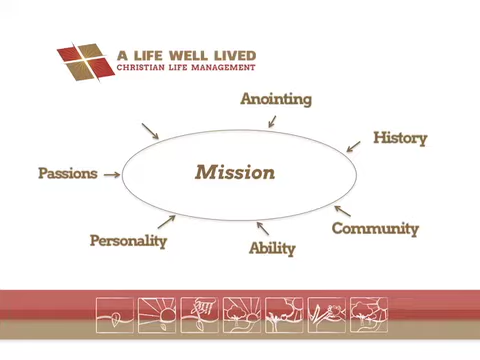 A LIFE WELL LIVED
CHRISTIAN LIFE MANAGEMENT
Anointing
History
Passions
Mission
Community
Personality
Ability